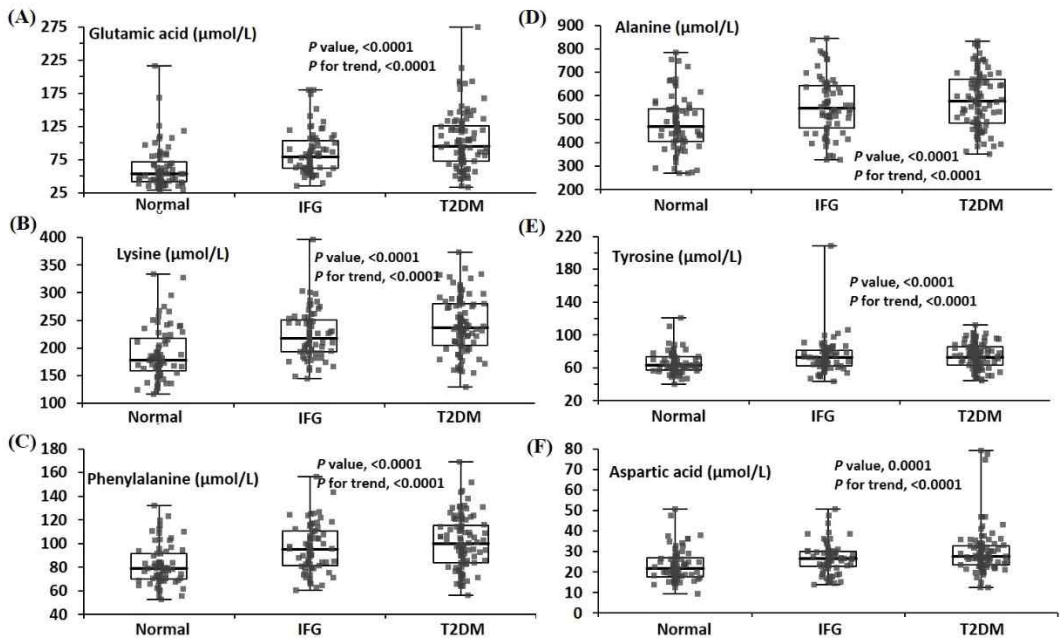 (A)
Glutamic acid (µmol/L)
P value, <0.0001
P for trend, <0.0001
275
225
175
125
75
25
Normal
IFG
T2DM
(D)
Alanine (µmol/L)
900
800
700
600
500
400
300
200
P value, <0.0001
P for trend, <0.0001
Normal
IFG
T2DM
(B)
Lysine (µmol/L)
P value, <0.0001
P for trend, <0.0001
400
350
300
250
200
150
100
Normal
IFG
T2DM
(E)
Tyrosine (µmol/L)
P value, <0.0001
P for trend, <0.0001
220
180
140
100
60
20
Normal
IFG
T2DM
(C)
Phenylalanine (µmol/L)
P value, <0.0001
P for trend, <0.0001
180
160
140
120
100
80
60
40
Normal
IFG
T2DM
(F)
Aspartic acid (µmol/L)
P value, 0.0001
P for trend, <0.0001
80
70
60
50
40
30
20
10
0
Normal
IFG
T2DM